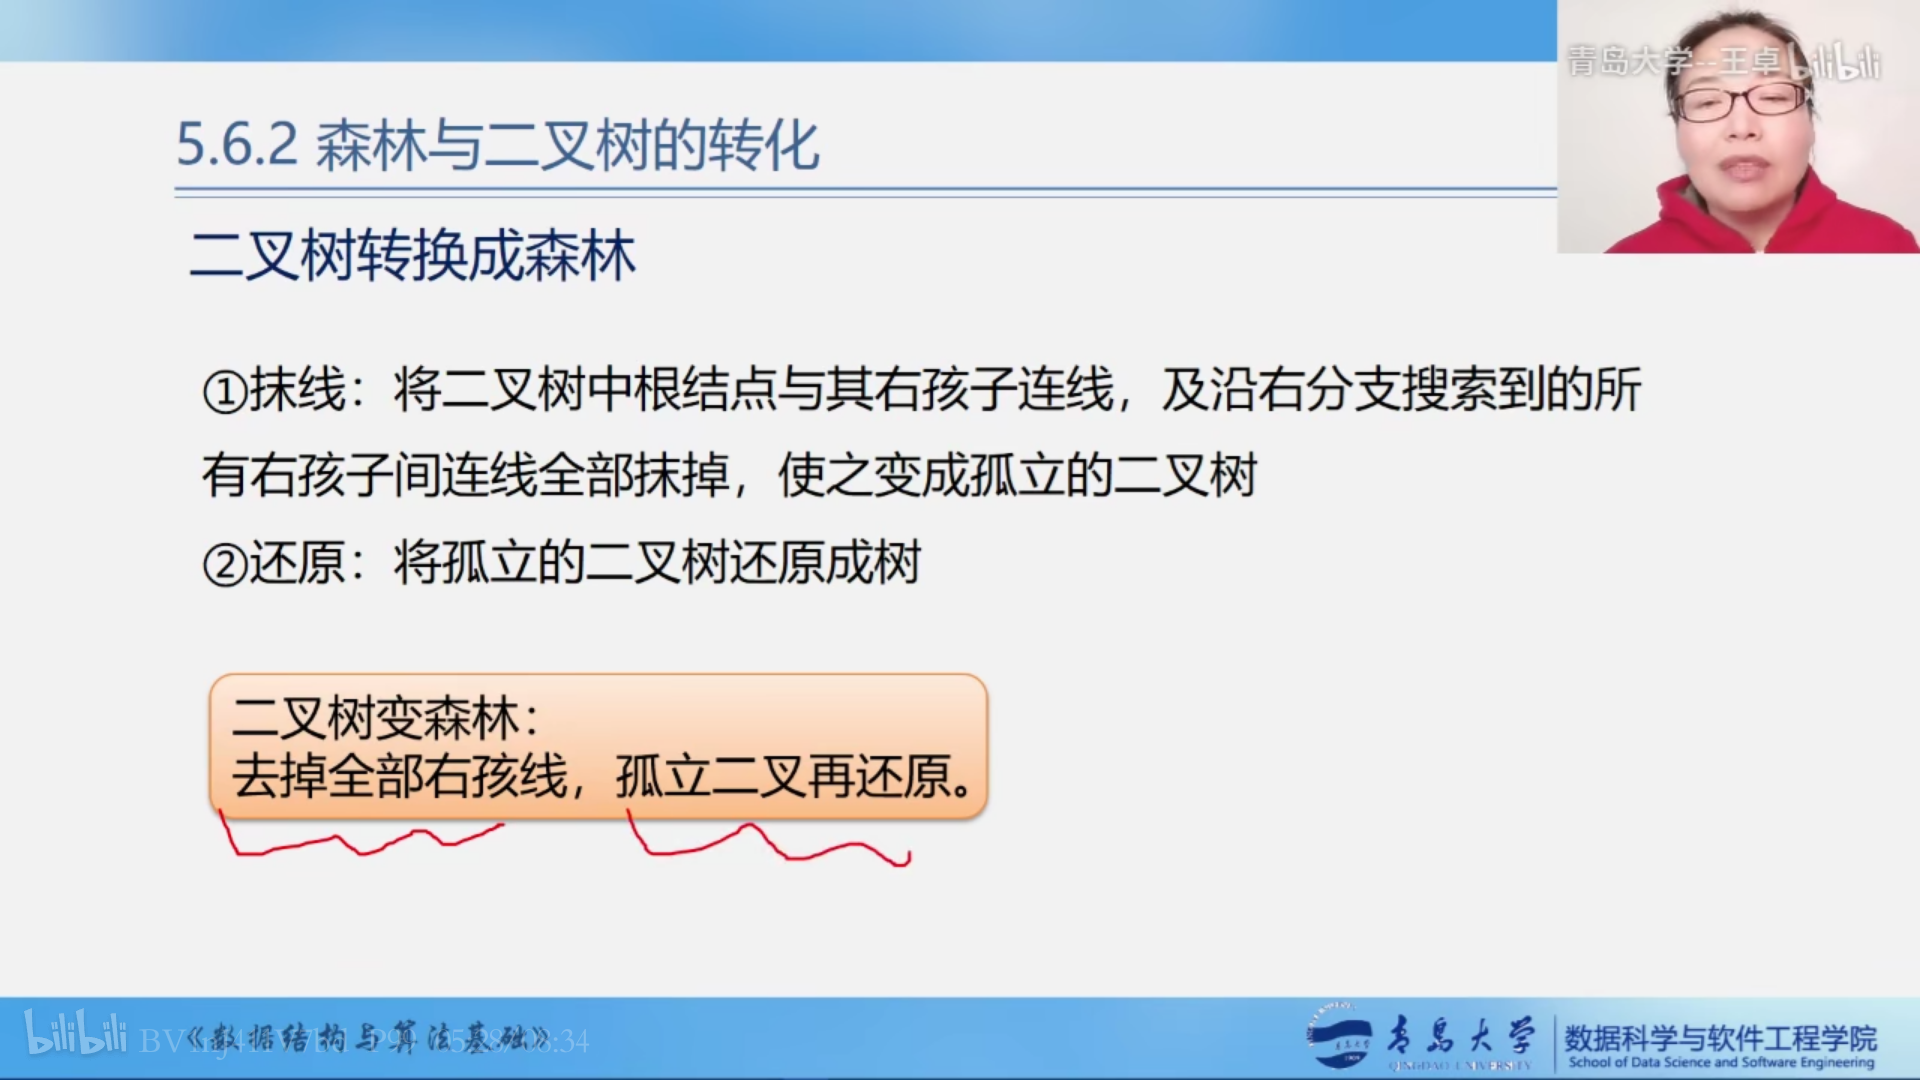 青岛大学--王卓 bilibili
5.6.2 森林与二叉树的转化
二叉树转换成森林
①抹线：将二叉树中根结点与其右孩子连线，及沿右分支搜索到的所
有右孩子间连线全部抹掉，使之变成孤立的二叉树
②还原：将孤立的二叉树还原成树
二叉树变森林：
去掉全部右孩线，孤立二叉再还原。
bilibili
《数据结构与算法基础》
青岛大学
QINGDAO UNIVERSITY
数据科学与软件工程学院
School of Data Science and Software Engineering